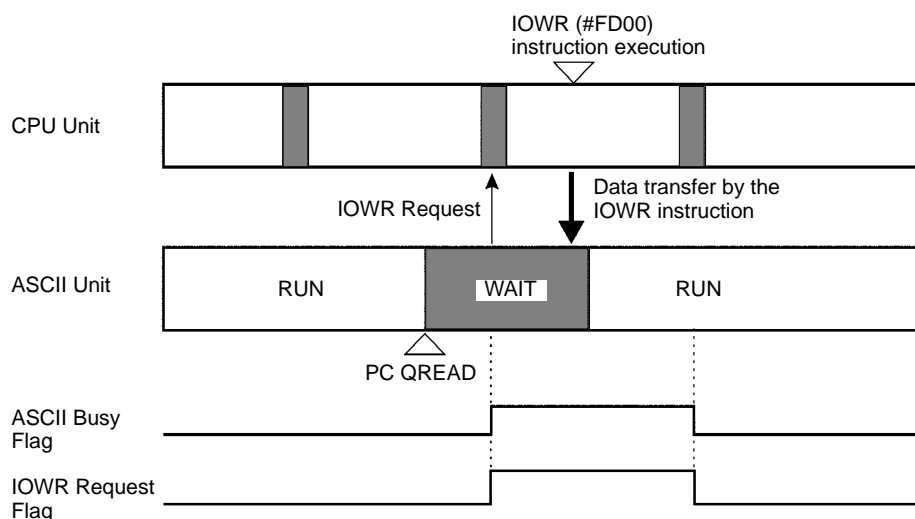 IOWR (#FD00)
instruction execution
CPU Unit
IOWR Request
Data transfer by the
IOWR instruction
ASCII Unit
RUN
WAIT
RUN
PC QREAD
ASCII Busy
Flag
IOWR Request
Flag